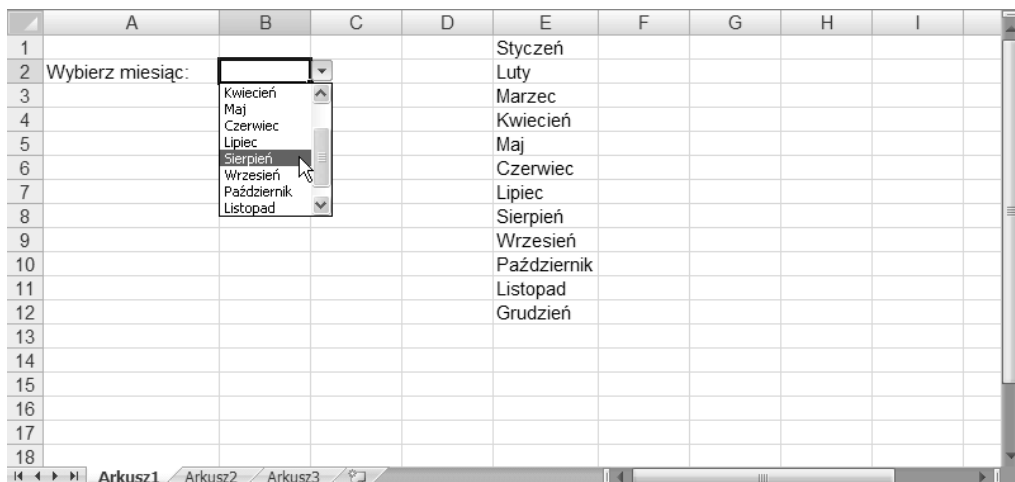 A B C D E F G H I
1 Styczeń
2 Wybierz miesiąc: Luty
3 Kwiecień Marzec
4 Maj Kwiecień
Czerwiec
5 Lipiec Maj
6 Sierpień Czerwiec
Wrzesień
7 Październik Lipiec
8 Listopad Sierpień
9 Wrzesień
10 Październik
11 Listopad
12 Grudzień
13
14
15
16
17
18
Arkusz1 Arkusz2 Arkusz3